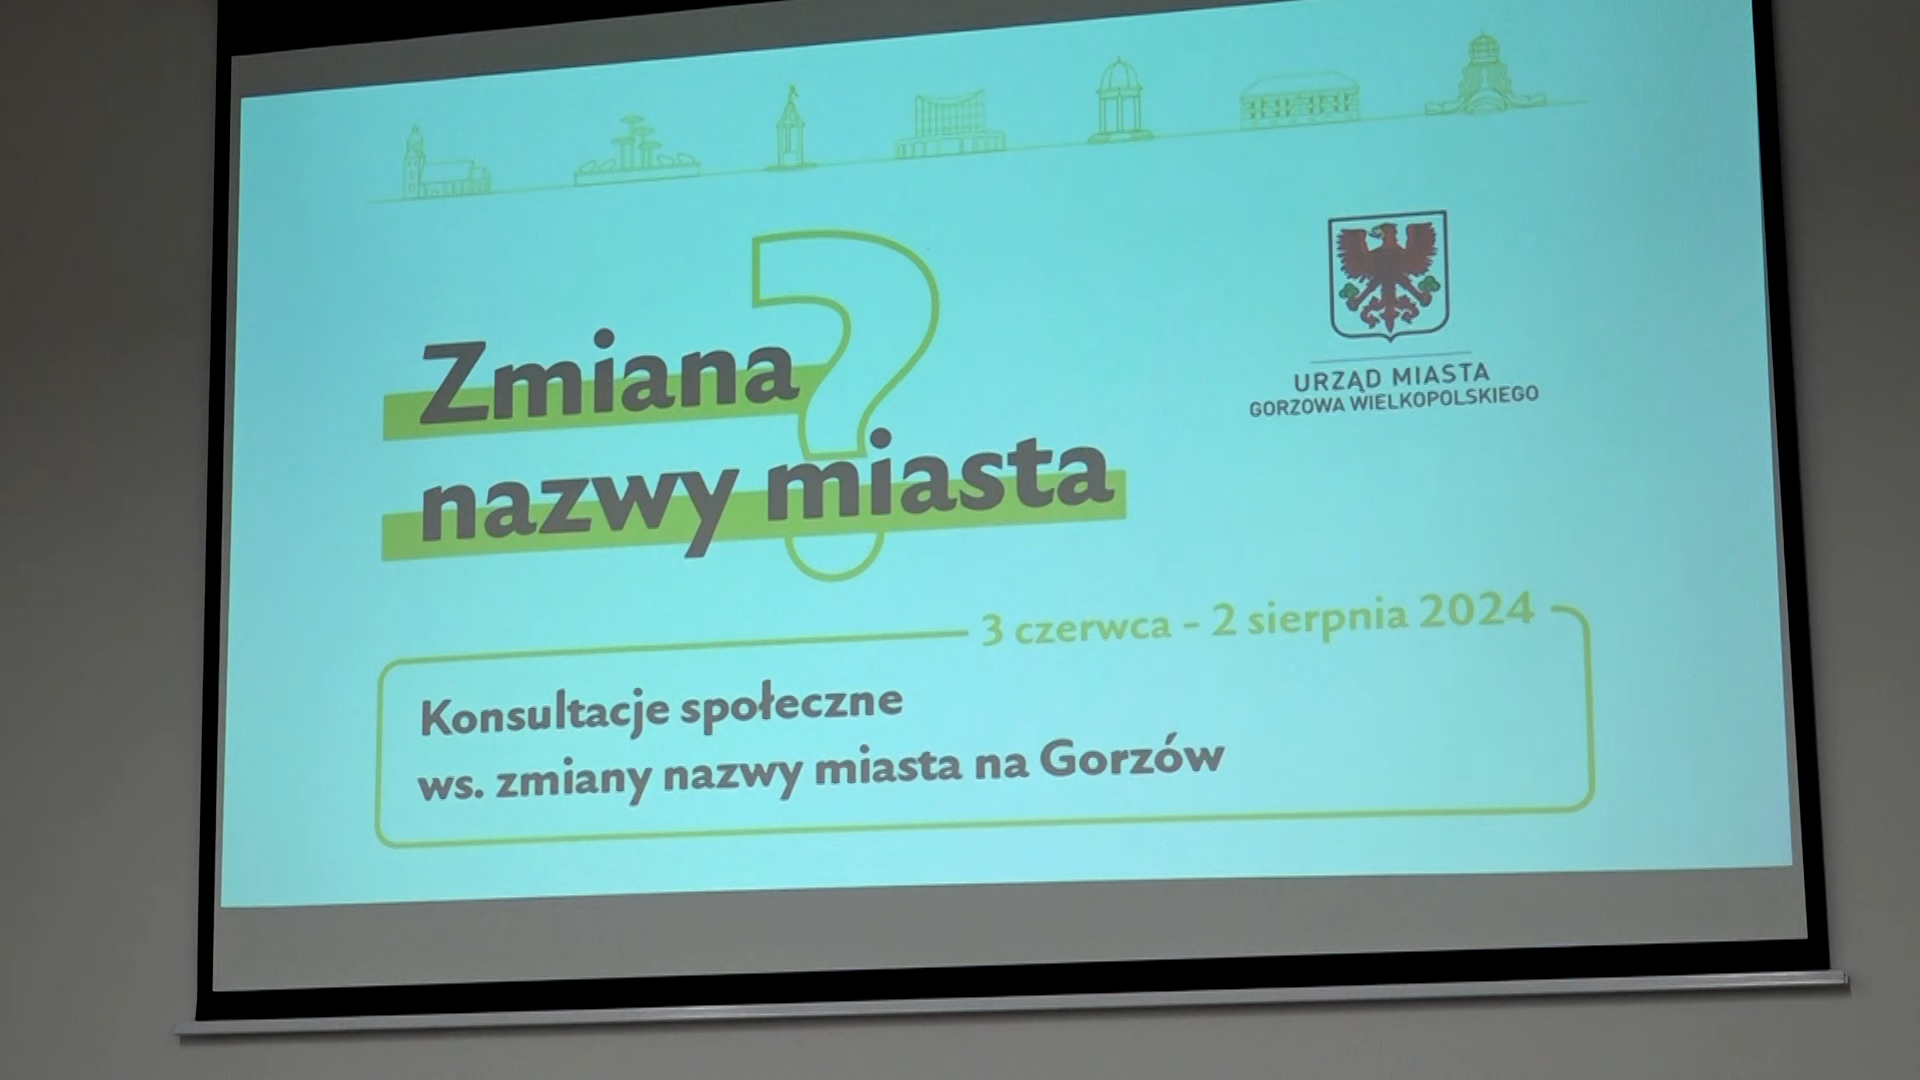 Zmiana
nazwy miasta
?
URZĄD MIASTA
GORZOWA WIELKOPOLSKIEGO
3 czerwca - 2 sierpnia 2024
Konsultacje społeczne
ws. zmiany nazwy miasta na Gorzów